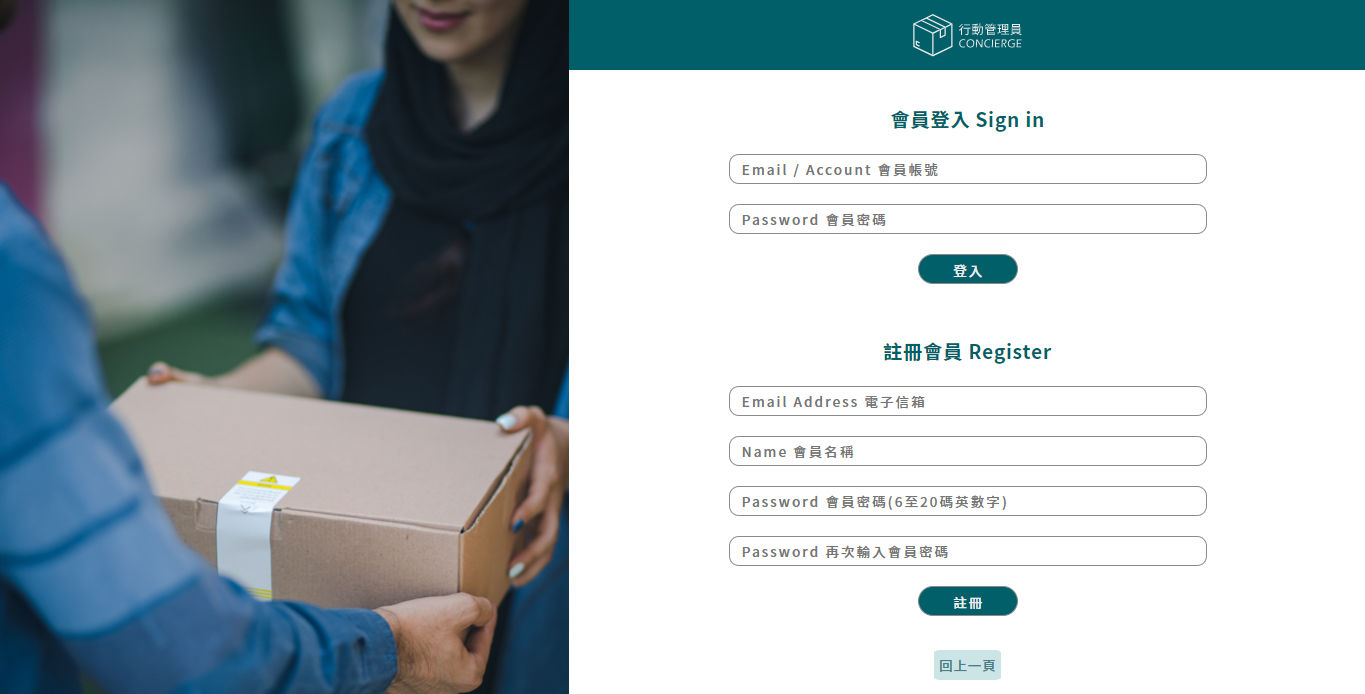 行動管理員
CONCIERGE
會員登入 Sign in
Email / Account 會員帳號
Password 會員密碼
登入
註冊會員 Register
Email Address 電子信箱
Name 會員名稱
Password 會員密碼(6至20碼英數字)
Password 再次輸入會員密碼
註冊
回上一頁